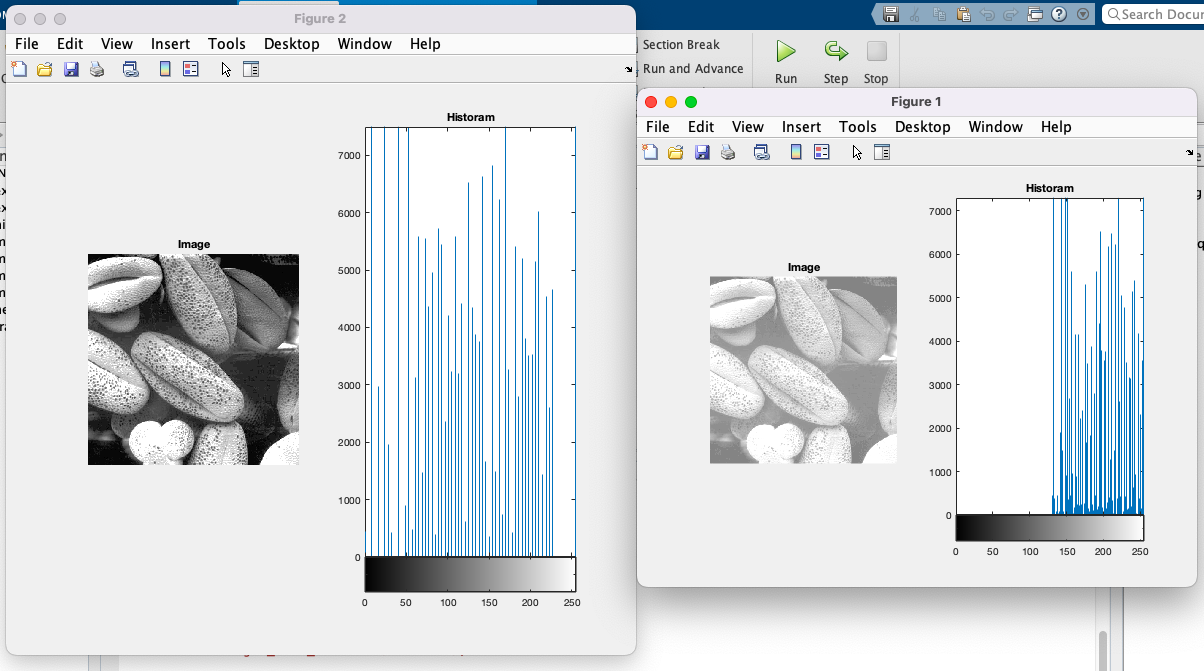 Figure 2
File Edit View Insert Tools Desktop Window Help
Historam
7000
6000
5000
4000
3000
2000
1000
0
0 50 100 150 200 250
Image
Section Break
Run and Advance
Run Step Stop
Search Docu
Figure 1
File Edit View Insert Tools Desktop Window Help
Historam
7000
6000
5000
4000
3000
2000
1000
0
0 50 100 150 200 250
Image